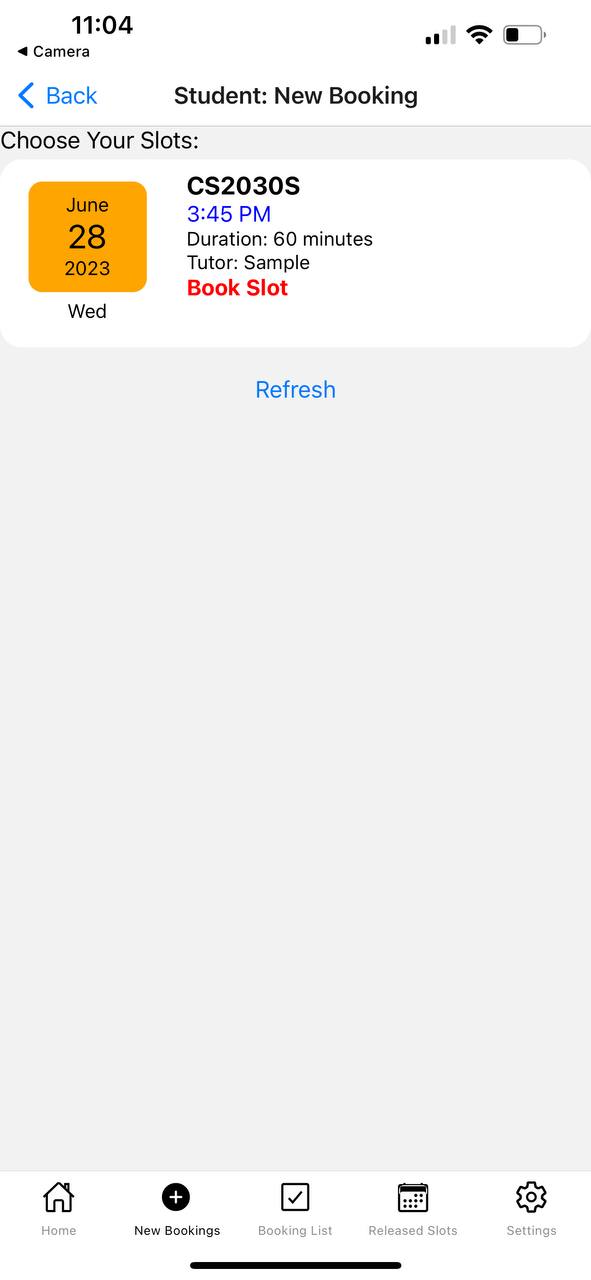 11:04
◀ Camera
Back
Student: New Booking
Choose Your Slots:
June
28
2023
Wed
CS2030S
3:45 PM
Duration: 60 minutes
Tutor: Sample
Book Slot
Refresh
Home
New Bookings
Booking List
Released Slots
Settings